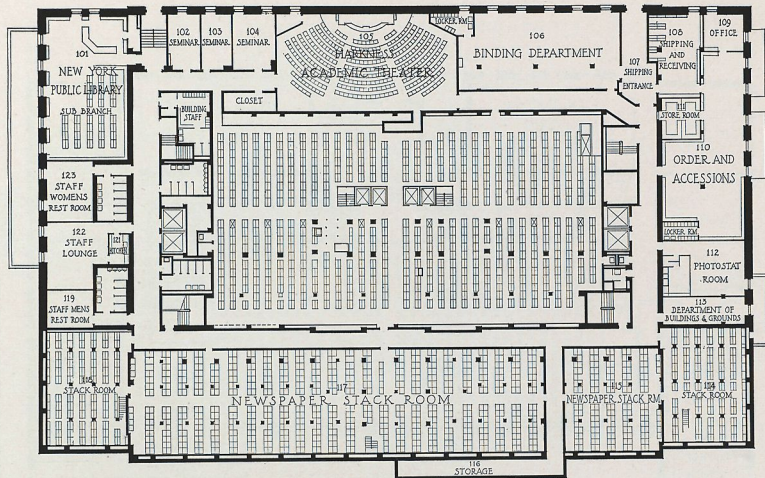 101
NEW YORK
PUBLIC LIBRARY
SUB BRANCH
102
SEMINAR
103
SEMINAR
104
SEMINAR
105
HARKNESS
ACADEMIC THEATER
LOCKER RM.
106
BINDING DEPARTMENT
107
SHIPPING
ENTRANCE
108
SHIPPING
AND
RECEIVING
109
OFFICE
BUILDING
STAFF
CLOSET
111
STORE ROOM
110
ORDER AND
ACCESSIONS
LOCKER RM.
123
STAFF
WOMENS
REST ROOM
122
STAFF
LOUNGE
121
KITCHEN
119
STAFF MENS
REST ROOM
112
PHOTOSTAT
ROOM
113
DEPARTMENT OF
BUILDINGS & GROUNDS
118
STACK ROOM
117
NEWSPAPER STACK ROOM
115
NEWSPAPER STACK RM
114
STACK ROOM
116
STORAGE